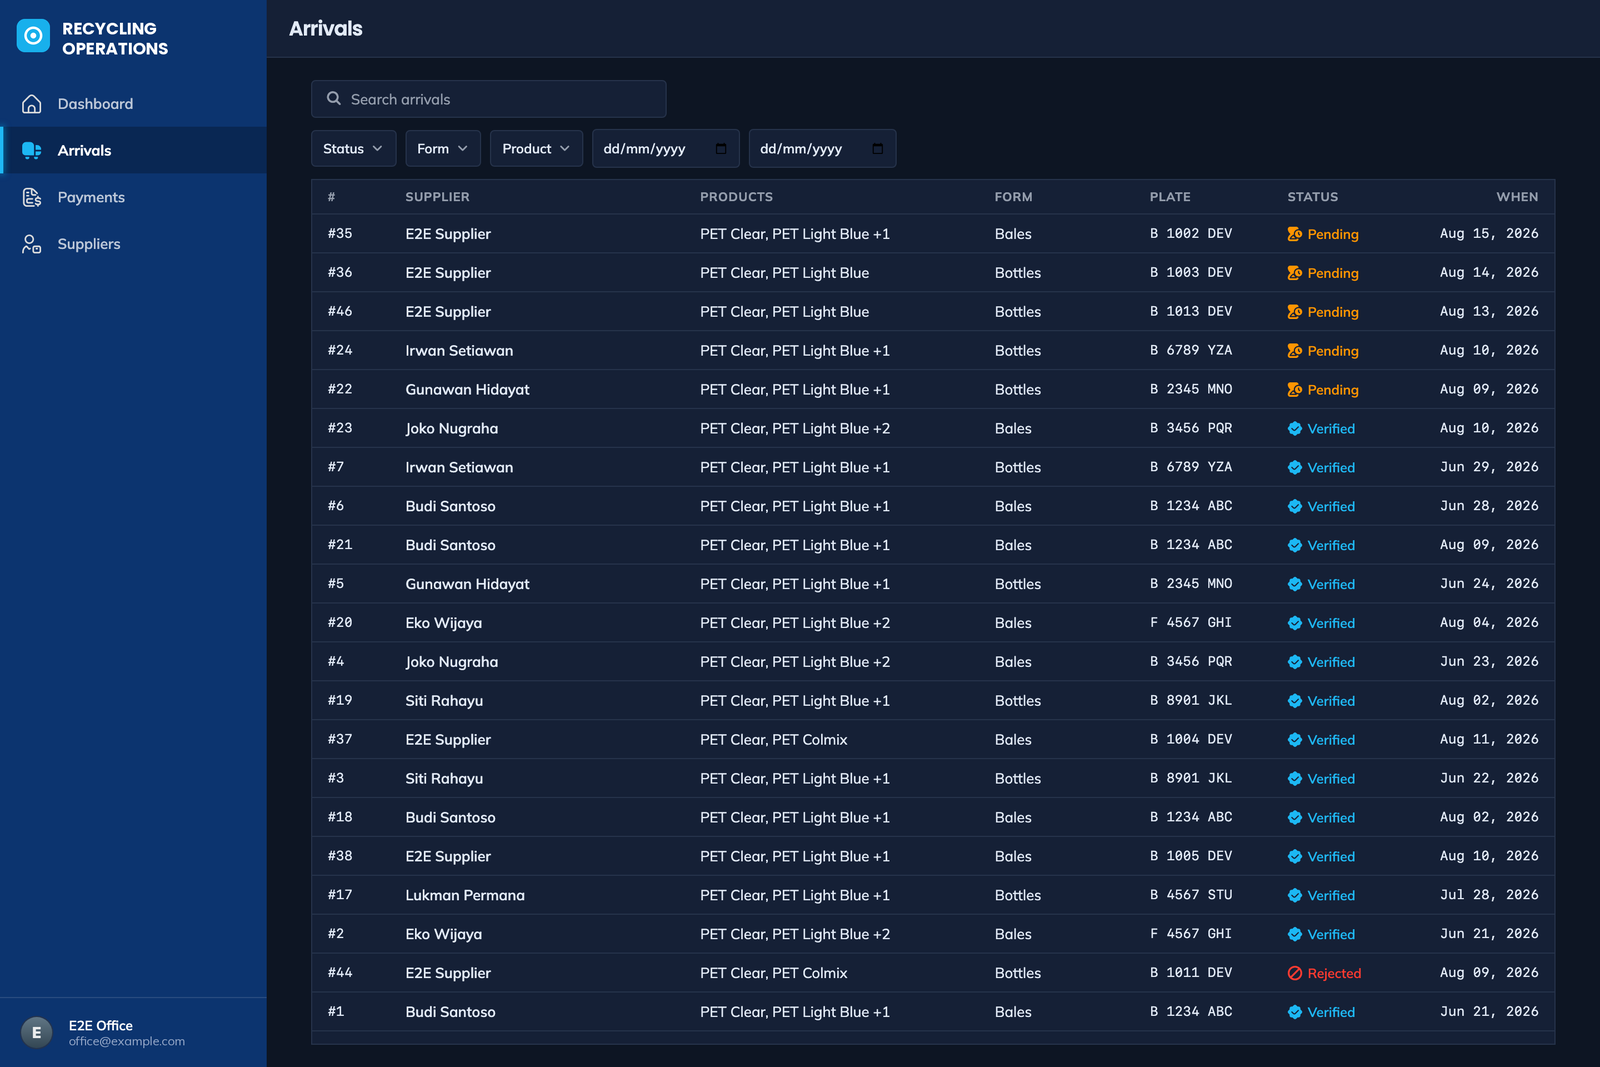 RECYCLING
OPERATIONS
Dashboard
Arrivals
Payments
Suppliers
E
E2E Office
office@example.com
Arrivals
Search arrivals
Status Form Product dd/mm/yyyy dd/mm/yyyy
# SUPPLIER PRODUCTS FORM PLATE STATUS WHEN
#35 E2E Supplier PET Clear, PET Light Blue +1 Bales B 1002 DEV Pending Aug 15, 2026
#36 E2E Supplier PET Clear, PET Light Blue Bottles B 1003 DEV Pending Aug 14, 2026
#46 E2E Supplier PET Clear, PET Light Blue Bottles B 1013 DEV Pending Aug 13, 2026
#24 Irwan Setiawan PET Clear, PET Light Blue +1 Bottles B 6789 YZA Pending Aug 10, 2026
#22 Gunawan Hidayat PET Clear, PET Light Blue +1 Bottles B 2345 MNO Pending Aug 09, 2026
#23 Joko Nugraha PET Clear, PET Light Blue +2 Bales B 3456 PQR Verified Aug 10, 2026
#7 Irwan Setiawan PET Clear, PET Light Blue +1 Bottles B 6789 YZA Verified Jun 29, 2026
#6 Budi Santoso PET Clear, PET Light Blue +1 Bales B 1234 ABC Verified Jun 28, 2026
#21 Budi Santoso PET Clear, PET Light Blue +1 Bales B 1234 ABC Verified Aug 09, 2026
#5 Gunawan Hidayat PET Clear, PET Light Blue +1 Bottles B 2345 MNO Verified Jun 24, 2026
#20 Eko Wijaya PET Clear, PET Light Blue +2 Bales F 4567 GHI Verified Aug 04, 2026
#4 Joko Nugraha PET Clear, PET Light Blue +2 Bales B 3456 PQR Verified Jun 23, 2026
#19 Siti Rahayu PET Clear, PET Light Blue +1 Bottles B 8901 JKL Verified Aug 02, 2026
#37 E2E Supplier PET Clear, PET Colmix Bales B 1004 DEV Verified Aug 11, 2026
#3 Siti Rahayu PET Clear, PET Light Blue +1 Bottles B 8901 JKL Verified Jun 22, 2026
#18 Budi Santoso PET Clear, PET Light Blue +1 Bales B 1234 ABC Verified Aug 02, 2026
#38 E2E Supplier PET Clear, PET Light Blue +1 Bales B 1005 DEV Verified Aug 10, 2026
#17 Lukman Permana PET Clear, PET Light Blue +1 Bottles B 4567 STU Verified Jul 28, 2026
#2 Eko Wijaya PET Clear, PET Light Blue +2 Bales F 4567 GHI Verified Jun 21, 2026
#44 E2E Supplier PET Clear, PET Colmix Bottles B 1011 DEV Rejected Aug 09, 2026
#1 Budi Santoso PET Clear, PET Light Blue +1 Bales B 1234 ABC Verified Jun 21, 2026